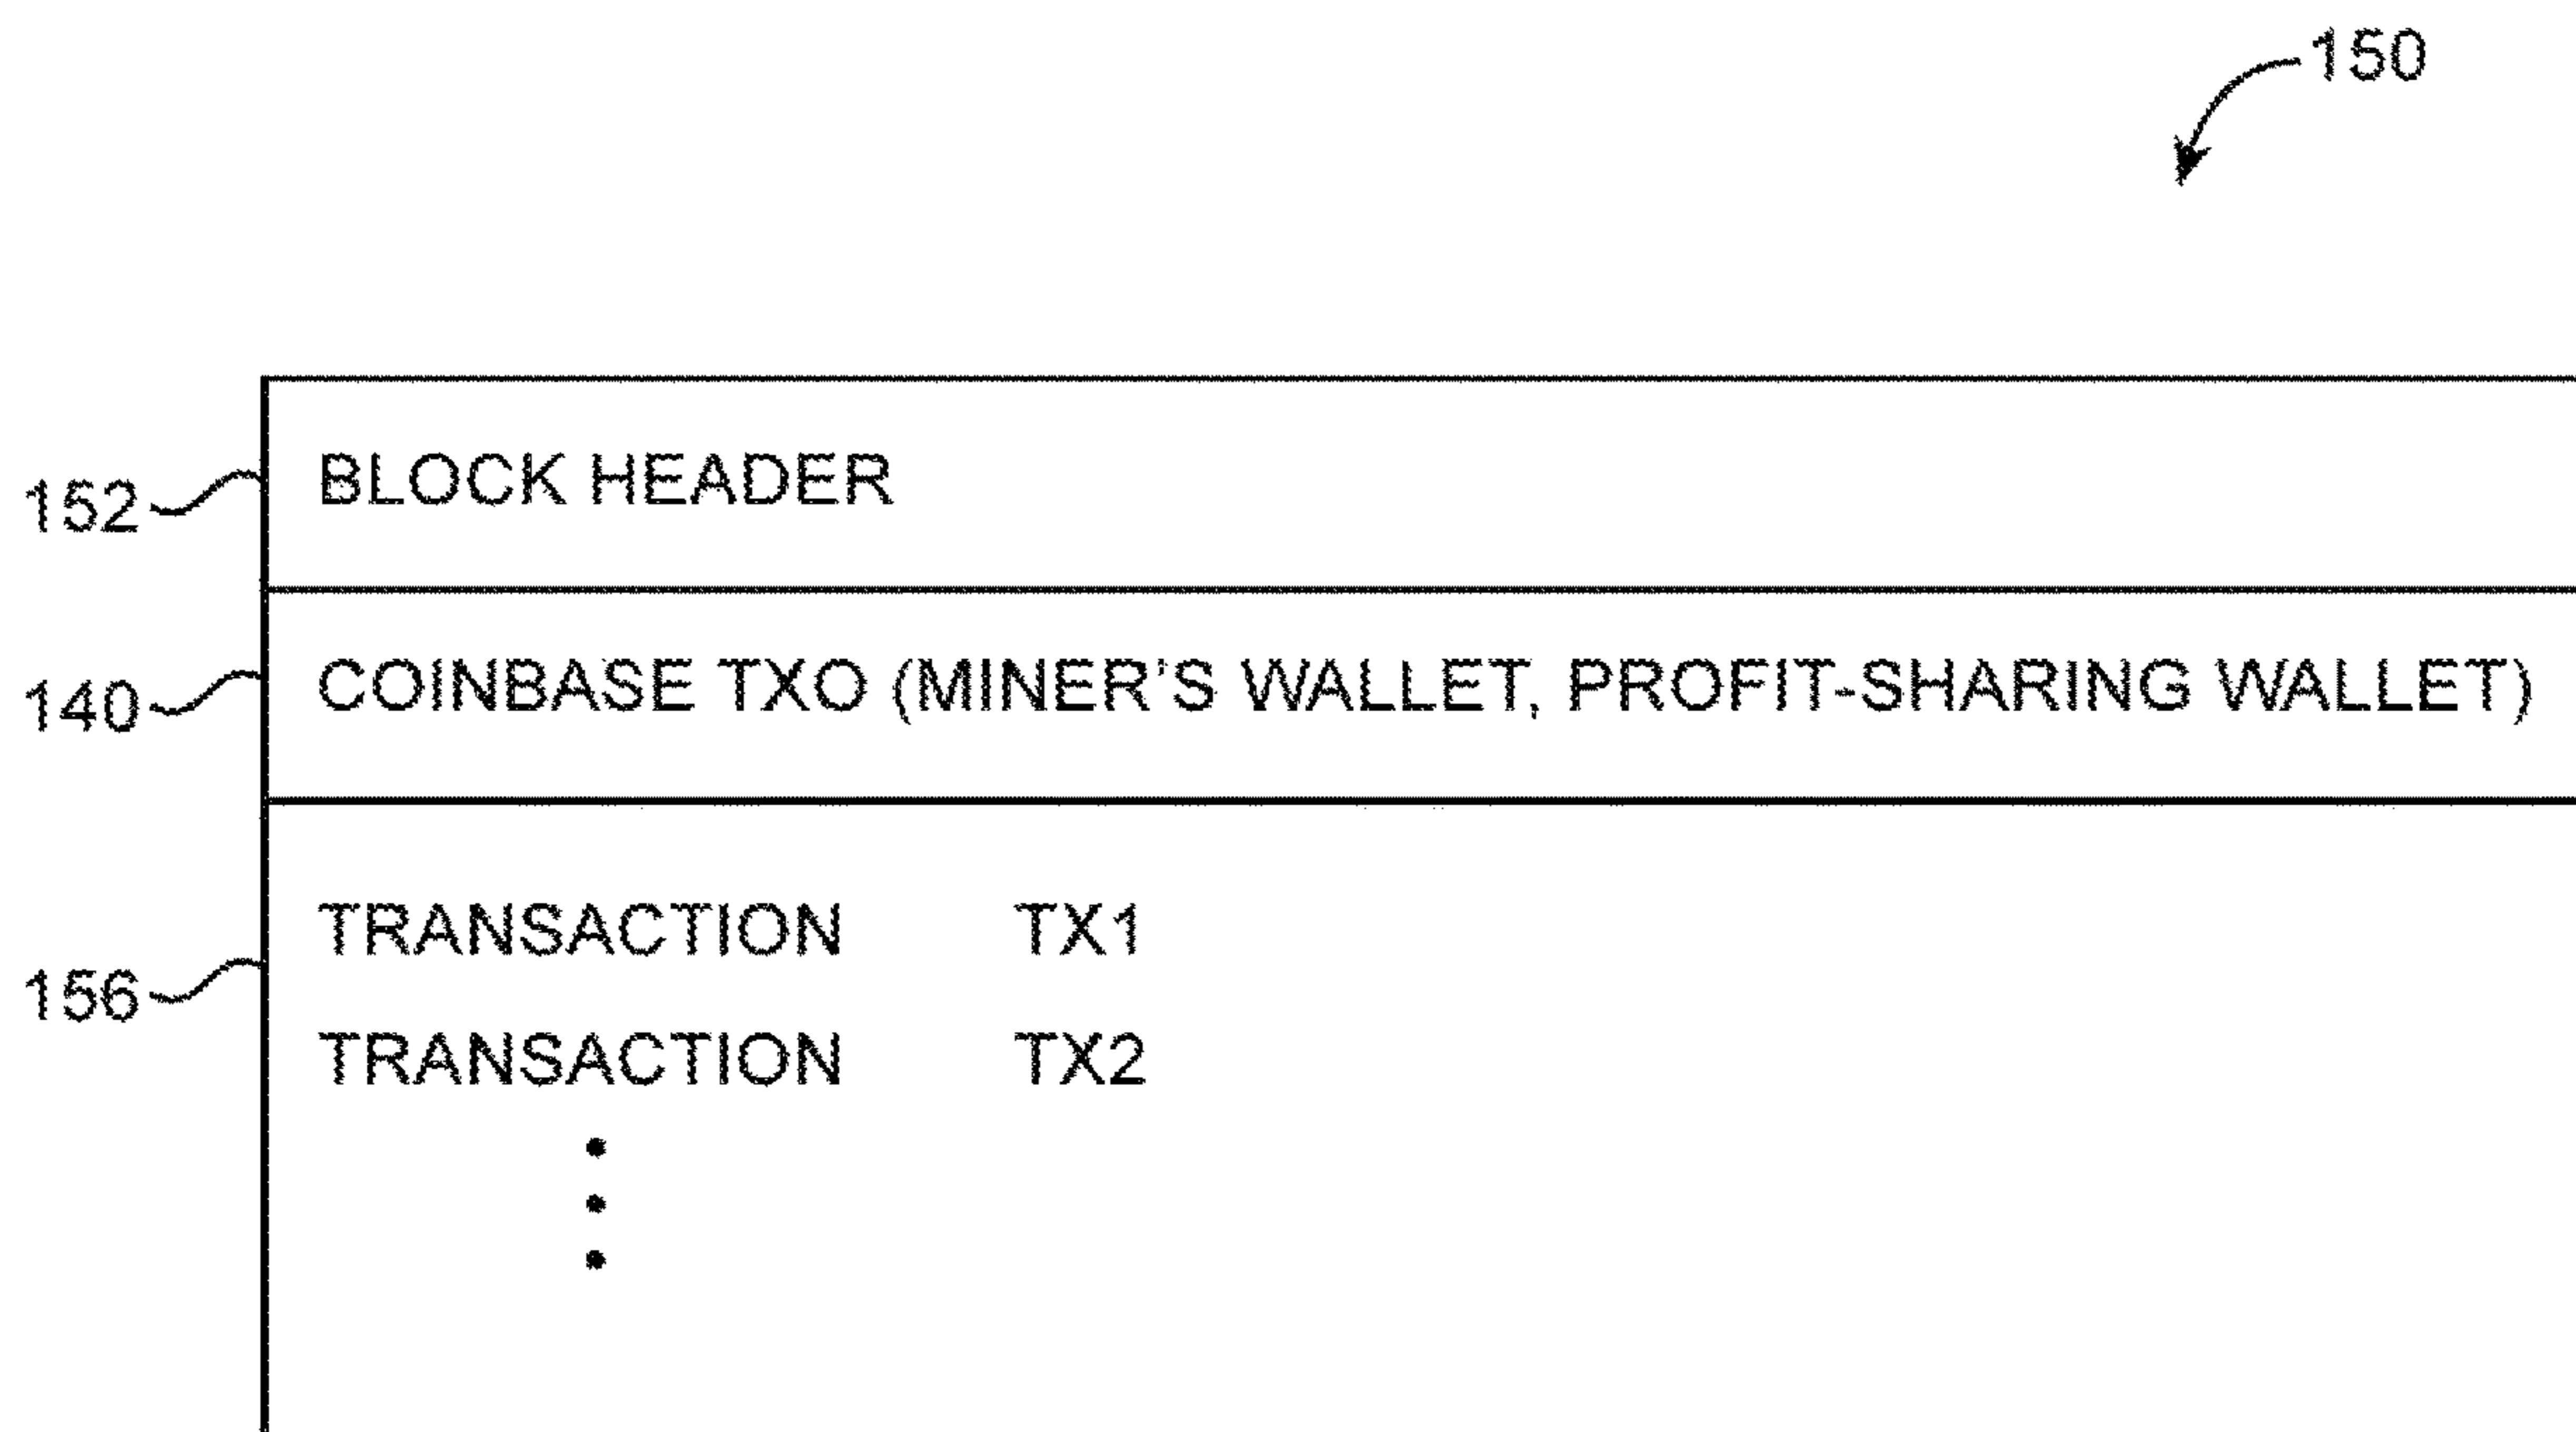 150
152 BLOCK HEADER
140 COINBASE TXO (MINER'S WALLET, PROFIT-SHARING WALLET)
TRANSACTION TX1
156
TRANSACTION TX2